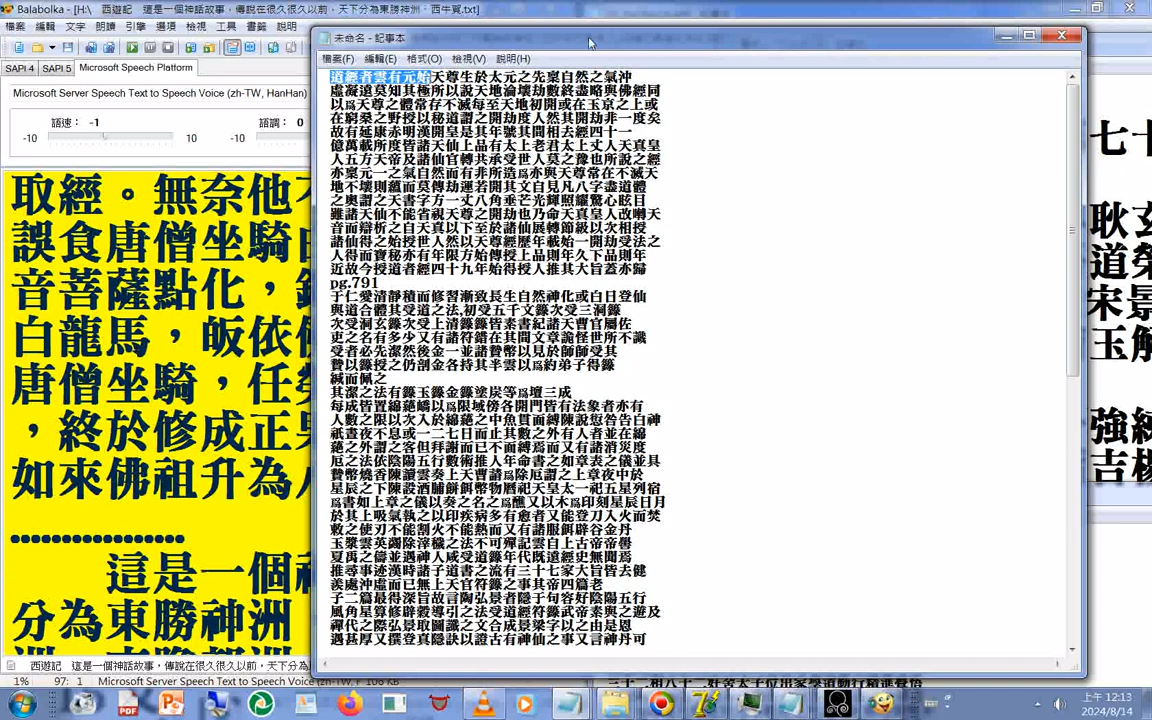 Balabolka - [H:\ 西遊記 這是一個神話故事，傳說在很久很久以前，天下分為東勝神洲﹑西牛賀.txt]
檔案 編輯 文字 朗讀 引擎 選項 檢視 工具 書籤 說明
SAPI 4 SAPI 5 Microsoft Speech Platform
Microsoft Server Speech Text to Speech Voice (zh-TW, HanHan)
語速： -1
語調： 0
-10 10 -10
取經。無奈他
誤食唐僧坐騎
音菩薩點化，
白龍馬，皈依
唐僧坐騎，任
，終於修成正
如來佛祖升為
這是一個
分為東勝神洲
西遊記 這是一個神話故事，傳說在很久很久以前，天下分為
1% 97: 1 Microsoft Server Speech Text to Speech Voice
未命名 - 記事本
檔案(F) 編輯(E) 格式(O) 檢視(V) 說明(H)
道經者雲有元始天尊生於太元之先稟自然之氣沖
虛凝遠莫知其極所以說天地淪壞劫數終盡略與佛經同
以爲天尊之體常存不滅每至天地初開或在玉京之上或
在窮桑之野授以秘道謂之開劫度人然其開劫非一度矣
故有延康赤明漢開皇是其年號其間相去經四十一
億萬載所度皆諸天仙上品有太上老君太上丈人天真皇
人五方天帝及諸仙官轉共承受世人莫之豫也所說之經
亦稟元一之氣自然而有非所造爲亦與天尊常在不滅天
地不壞則蘊而莫傳劫運若開其文自見凡八字盡道體
之奧謂之天書字方一丈八角垂芒光輝照耀驚心眩目
雖諸天仙不能省視天尊之開劫也乃命天真皇人改囀天
音而辯析之自天真以下至於諸仙展轉節級以次相授
諸仙得之始授世人然以天尊經歷年載始一開劫受法之
人得而寶秘亦有年限方始傳授上品則年久下品則年
近故今授道者經四十九年始得授人推其大旨蓋亦歸
pg.791
于仁愛清靜積而修習漸致長生自然神化或白日登仙
與道合體其受道之法,初受五千文籙次受三洞籙
次受洞玄籙次受上清籙籙皆素書紀諸天曹官屬佐
吏之名有多少又有諸符錯在其間文章詭怪世所不識
受者必先潔然後金一並諸贄幣以見於師師受其
贄以籙授之仍剖金各持其半雲以爲約弟子得籙
緘而佩之
其潔之法有籙玉籙金籙塗炭等爲壇三成
每成皆置綿蕝嶠以爲限域傍各開門皆有法象者亦有
人數之限以次入於綿蕝之中魚貫面縛陳說愆咎告白神
祇晝夜不息或一二七日而止其數之外有人者並在綿
蕝之外謂之客但拜謝而已不面縛焉而又有諸消災度
厄之法依陰陽五行數術推人年命書之如章表之儀並具
贄幣燒香陳讀雲奏上天曹請爲除厄謂之上章夜中於
星辰之下陳設酒脯餅餌幣物曆祀天皇太一祀五星列宿
爲書如上章之儀以奏之名之爲醮又以木爲印刻星辰日月
於其上吸氣執之以印疾病多有愈者又能登刀入火而焚
敕之使刃不能割火不能熱而又有諸服餌辟谷金丹
玉漿雲英蠲除滓穢之法不可殫記雲自上古帝帝嚳
夏禹之儔並遇神人咸受道籙年代既遠經史無聞焉
推尋事跡漢時諸子道書之流有三十七家大旨皆去健
羨處沖虛而已無上天官符籙之事其帝四篇老
子二篇最得深旨故言陶弘景者隱于句容好陰陽五行
風角星算修辟穀導引之法受道經符籙武帝素與之遊及
禪代之際弘景取圖讖之文合成景梁字以之由是恩
遇甚厚又撰登真隱訣以證古有神仙之事又言神丹可
七十
耿玄
道榮
玉解
上午 12:13
2024/8/14